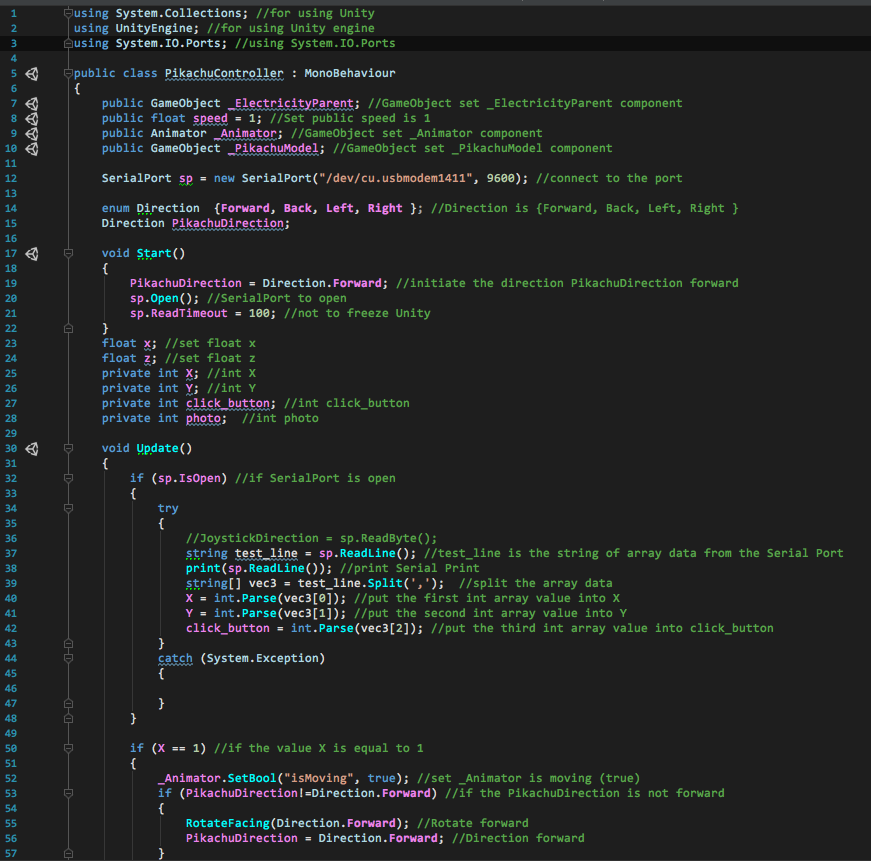 1 using System.Collections; //for using Unity
2 using UnityEngine; //for using Unity engine
3 using System.IO.Ports; //using System.IO.Ports
4
5 public class PikachuController : MonoBehaviour
6 {
7 public GameObject _ElectricityParent; //GameObject set _ElectricityParent component
8 public float speed = 1; //Set public speed is 1
9 public Animator _Animator; //GameObject set _Animator component
10 public GameObject _PikachuModel; //GameObject set _PikachuModel component
11
12 SerialPort sp = new SerialPort("/dev/cu.usbmodem1411", 9600); //connect to the port
13
14 enum Direction {Forward, Back, Left, Right }; //Direction is {Forward, Back, Left, Right }
15 Direction PikachuDirection;
16
17 void Start()
18 {
19 PikachuDirection = Direction.Forward; //initiate the direction PikachuDirection forward
20 sp.Open(); //SerialPort to open
21 sp.ReadTimeout = 100; //not to freeze Unity
22 }
23 float x; //set float x
24 float z; //set float z
25 private int X; //int X
26 private int Y; //int Y
27 private int click_button; //int click_button
28 private int photo; //int photo
29
30 void Update()
31 {
32 if (sp.IsOpen) //if SerialPort is open
33 {
34 try
35 {
36 //JoystickDirection = sp.ReadByte();
37 string test_line = sp.ReadLine(); //test_line is the string of array data from the Serial Port
38 print(sp.ReadLine()); //print Serial Print
39 string[] vec3 = test_line.Split(','); //split the array data
40 X = int.Parse(vec3[0]); //put the first int array value into X
41 Y = int.Parse(vec3[1]); //put the second int array value into Y
42 click_button = int.Parse(vec3[2]); //put the third int array value into click_button
43 }
44 catch (System.Exception)
45 {
46
47 }
48 }
49
50 if (X == 1) //if the value X is equal to 1
51 {
52 _Animator.SetBool("isMoving", true); //set _Animator is moving (true)
53 if (PikachuDirection!=Direction.Forward) //if the PikachuDirection is not forward
54 {
55 RotateFacing(Direction.Forward); //Rotate forward
56 PikachuDirection = Direction.Forward; //Direction forward
57 }